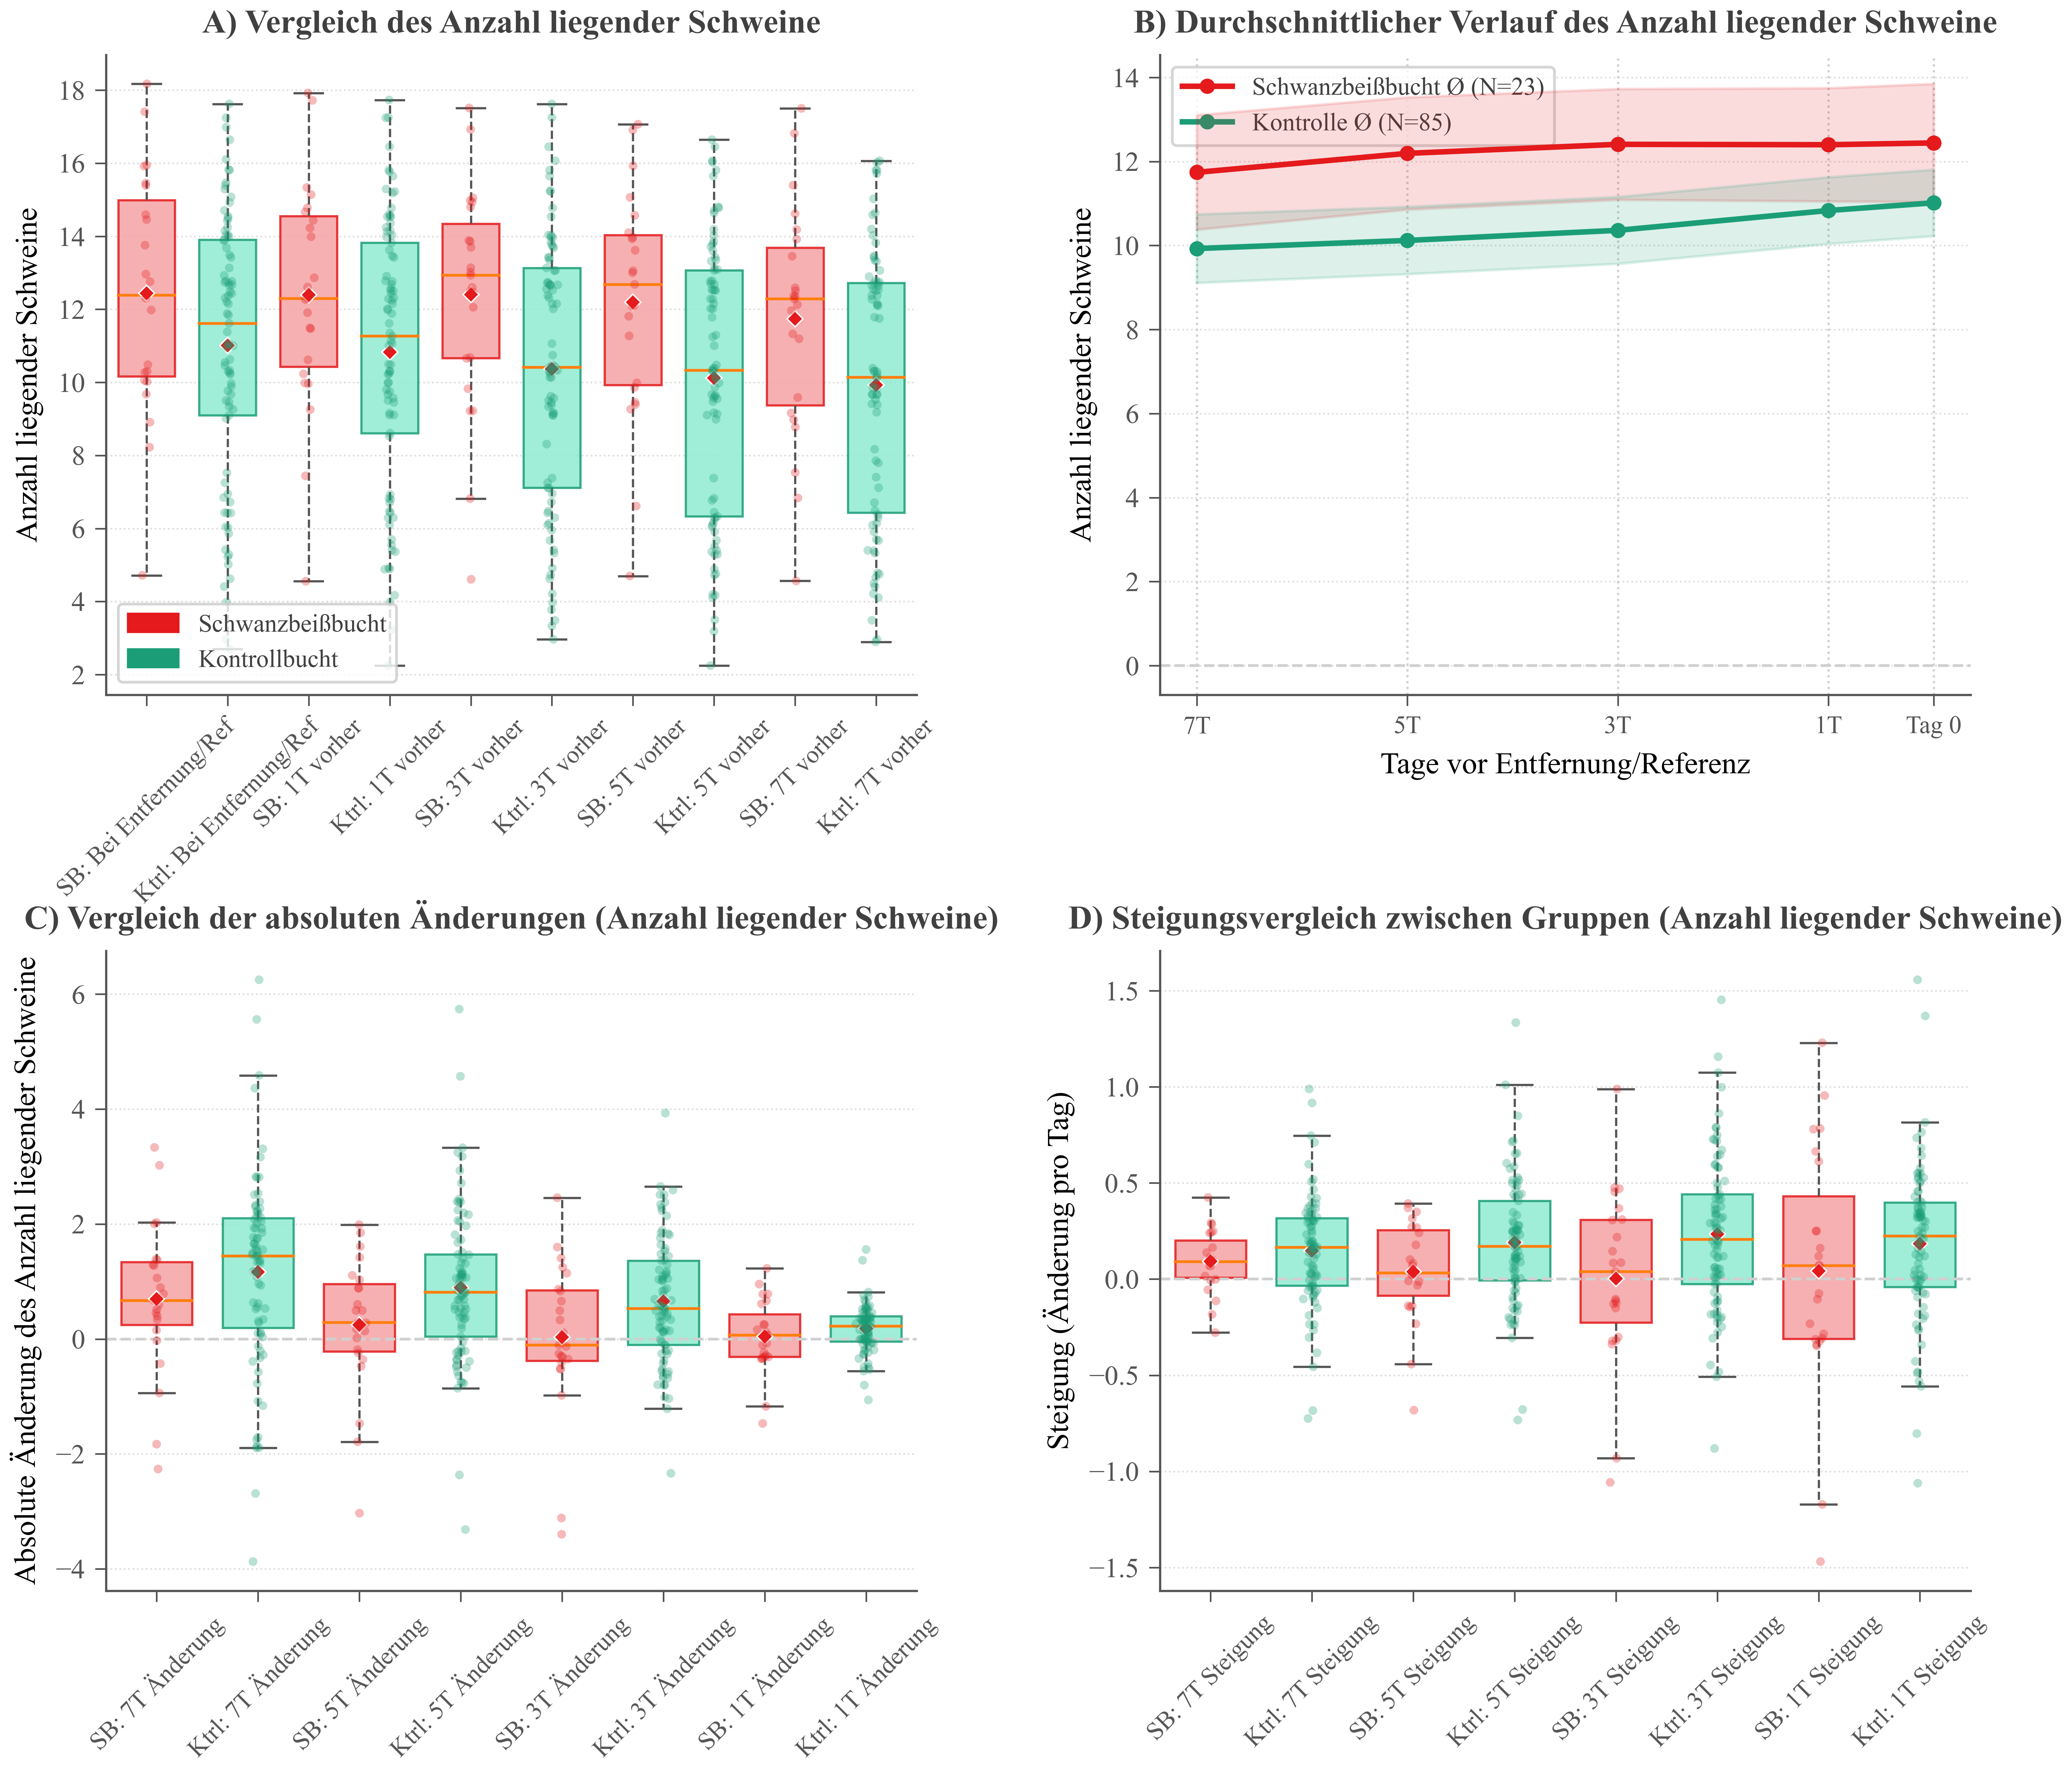 A) Vergleich des Anzahl liegender Schweine
Anzahl liegender Schweine
18
16
14
12
10
8
6
4
2
Schwanzbeißbucht
Kontrollbucht
SB: Bei Entfernung/Ref
Ktrl: Bei Entfernung/Ref
SB: 1T vorher
Ktrl: 1T vorher
SB: 3T vorher
Ktrl: 3T vorher
SB: 5T vorher
Ktrl: 5T vorher
SB: 7T vorher
Ktrl: 7T vorher
B) Durchschnittlicher Verlauf des Anzahl liegender Schweine
Anzahl liegender Schweine
14
12
10
8
6
4
2
0
Schwanzbeißbucht Ø (N=23)
Kontrolle Ø (N=85)
7T
5T
3T
1T
Tag 0
Tage vor Entfernung/Referenz
C) Vergleich der absoluten Änderungen (Anzahl liegender Schweine)
Absolute Änderung des Anzahl liegender Schweine
6
4
2
0
−2
−4
SB: 7T Änderung
Ktrl: 7T Änderung
SB: 5T Änderung
Ktrl: 5T Änderung
SB: 3T Änderung
Ktrl: 3T Änderung
SB: 1T Änderung
Ktrl: 1T Änderung
D) Steigungsvergleich zwischen Gruppen (Anzahl liegender Schweine)
Steigung (Änderung pro Tag)
1.5
1.0
0.5
0.0
−0.5
−1.0
−1.5
SB: 7T Steigung
Ktrl: 7T Steigung
SB: 5T Steigung
Ktrl: 5T Steigung
SB: 3T Steigung
Ktrl: 3T Steigung
SB: 1T Steigung
Ktrl: 1T Steigung